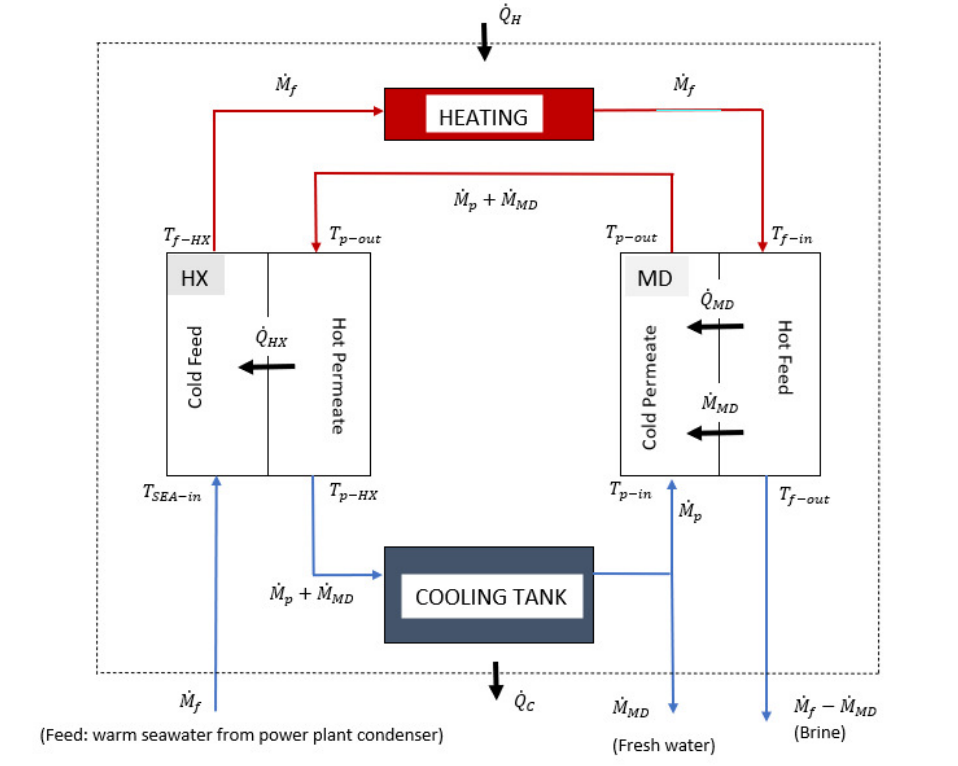 Q̇_H
Ṁ_f
Ṁ_f
HEATING
Ṁ_p + Ṁ_MD
T_f−HX
T_p−out
T_p−out
T_f−in
HX
MD
Q̇_HX
Q̇_MD
Cold Feed
Hot Permeate
Cold Permeate
Hot Feed
Ṁ_MD
T_SEA−in
T_p−HX
T_p−in
T_f−out
Ṁ_p
Ṁ_p + Ṁ_MD
COOLING TANK
Ṁ_f
Q̇_C
Ṁ_MD
Ṁ_f − Ṁ_MD
(Feed: warm seawater from power plant condenser)
(Fresh water)
(Brine)